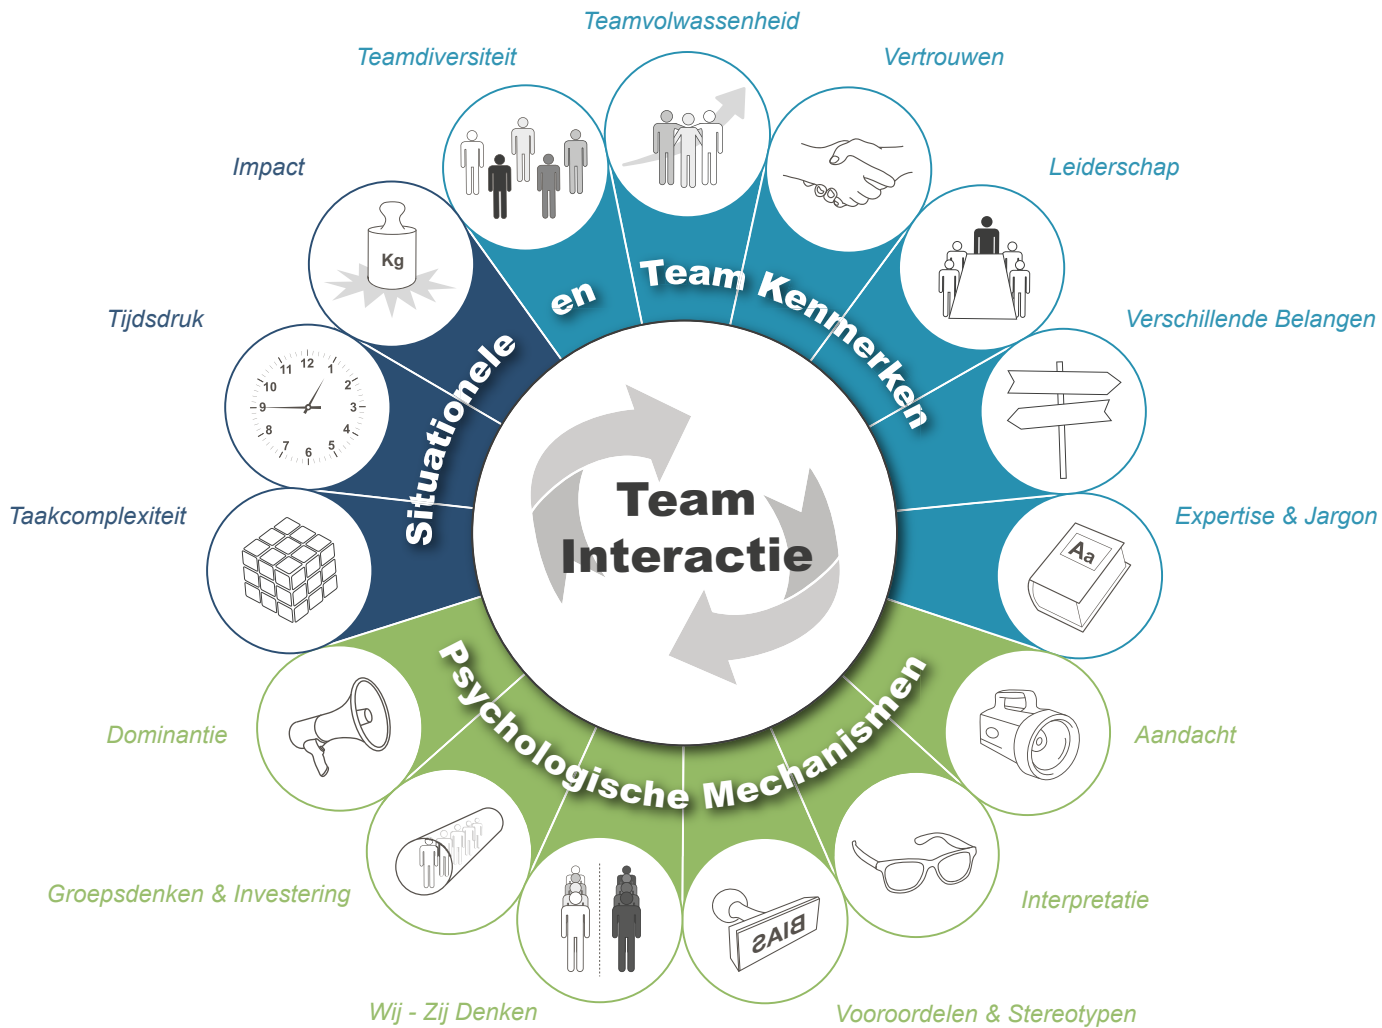 Teamvolwassenheid
Teamdiversiteit
Vertrouwen
Impact
Leiderschap
Kg
Tijdsdruk
Verschillende Belangen
12
1
2
3
4
5
6
7
8
9
10
11
Situationele en Team Kenmerken
Taakcomplexiteit
Expertise & Jargon
Aa
Team
Interactie
Psychologische Mechanismen
Dominantie
Aandacht
Groepsdenken & Investering
Interpretatie
BIAS
Wij - Zij Denken
Vooroordelen & Stereotypen